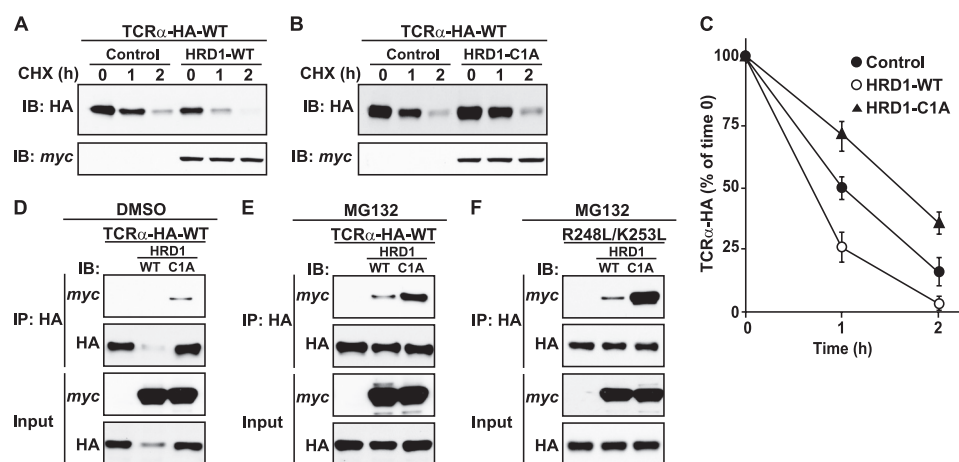 A
TCRα-HA-WT
Control HRD1-WT
CHX (h) 0 1 2 0 1 2
IB: HA
IB: myc
B
TCRα-HA-WT
Control HRD1-C1A
CHX (h) 0 1 2 0 1 2
IB: HA
IB: myc
C
100
75
50
25
0
0 1 2
Time (h)
TCRα-HA (% of time 0)
Control
HRD1-WT
HRD1-C1A
D
DMSO
TCRα-HA-WT
HRD1
IB: WT C1A
IP: HA
myc
HA
Input
myc
HA
E
MG132
TCRα-HA-WT
HRD1
IB: WT C1A
IP: HA
myc
HA
Input
myc
HA
F
MG132
R248L/K253L
HRD1
IB: WT C1A
IP: HA
myc
HA
Input
myc
HA